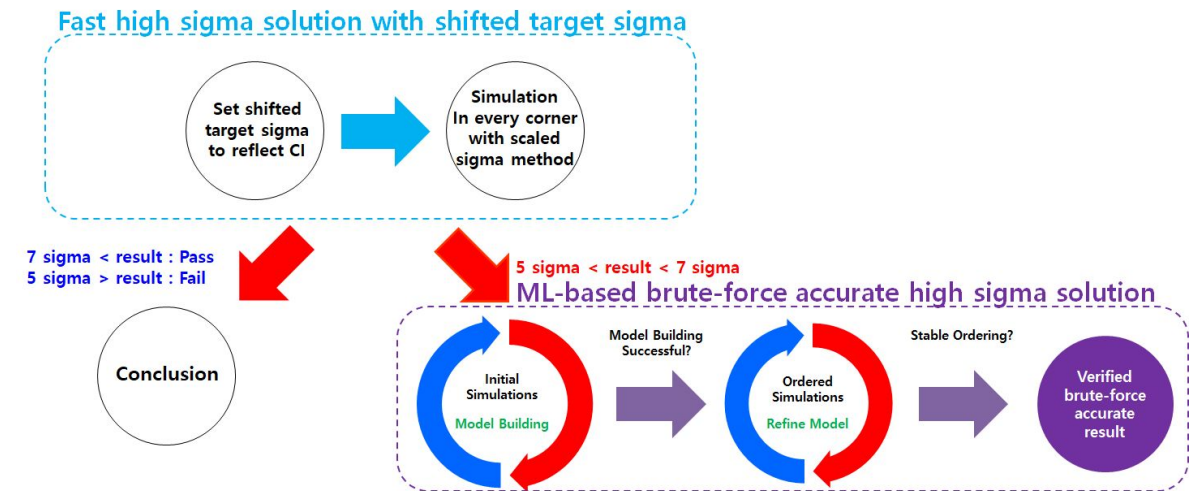 Fast high sigma solution with shifted target sigma
Set shifted
target sigma
to reflect CI
Simulation
In every corner
with scaled
sigma method
7 sigma < result : Pass
5 sigma > result : Fail
5 sigma < result < 7 sigma
ML-based brute-force accurate high sigma solution
Conclusion
Initial
Simulations
Model Building
Model Building
Successful?
Ordered
Simulations
Refine Model
Stable Ordering?
Verified
brute-force
accurate
result